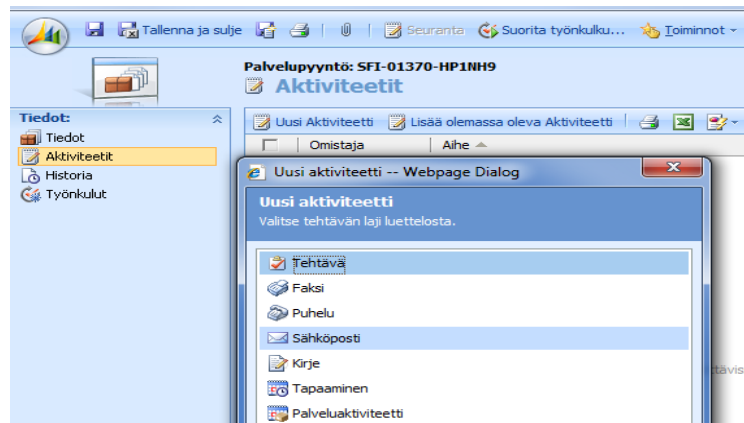 Tallenna ja sulje Seuranta Suorita työnkulku... Toiminnot
Palvelupyyntö: SFI-01370-HP1NH9
Aktiviteetit
Tiedot:
Uusi Aktiviteetti Lisää olemassa oleva Aktiviteetti
Tiedot
Omistaja Aihe
Aktiviteetit
Historia
Työnkulut
Uusi aktiviteetti -- Webpage Dialog
Uusi aktiviteetti
Valitse tehtävän laji luettelosta.
Tehtävä
Faksi
Puhelu
Sähköposti
Kirje
Tapaaminen
Palveluaktiviteetti